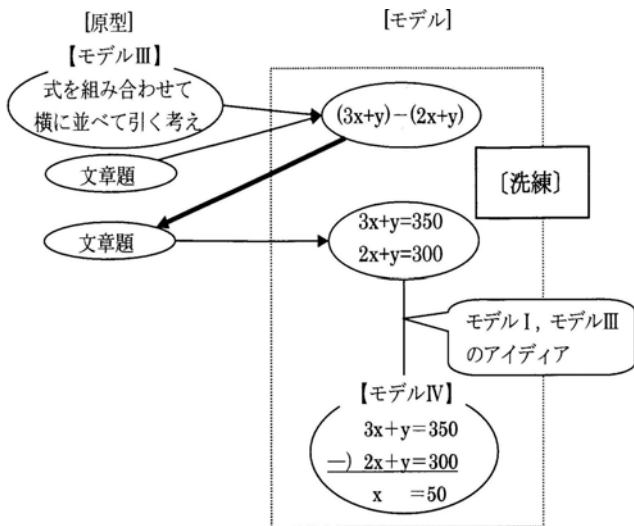 [原型]
[モデル]
【モデルⅢ】
式を組み合わせて
横に並べて引く考え
(3x+y)−(2x+y)
文章題
〔洗練〕
文章題
3x+y=350
2x+y=300
モデルⅠ，モデルⅢ
のアイディア
【モデルⅣ】
3x+y=350
―) 2x+y=300
x =50